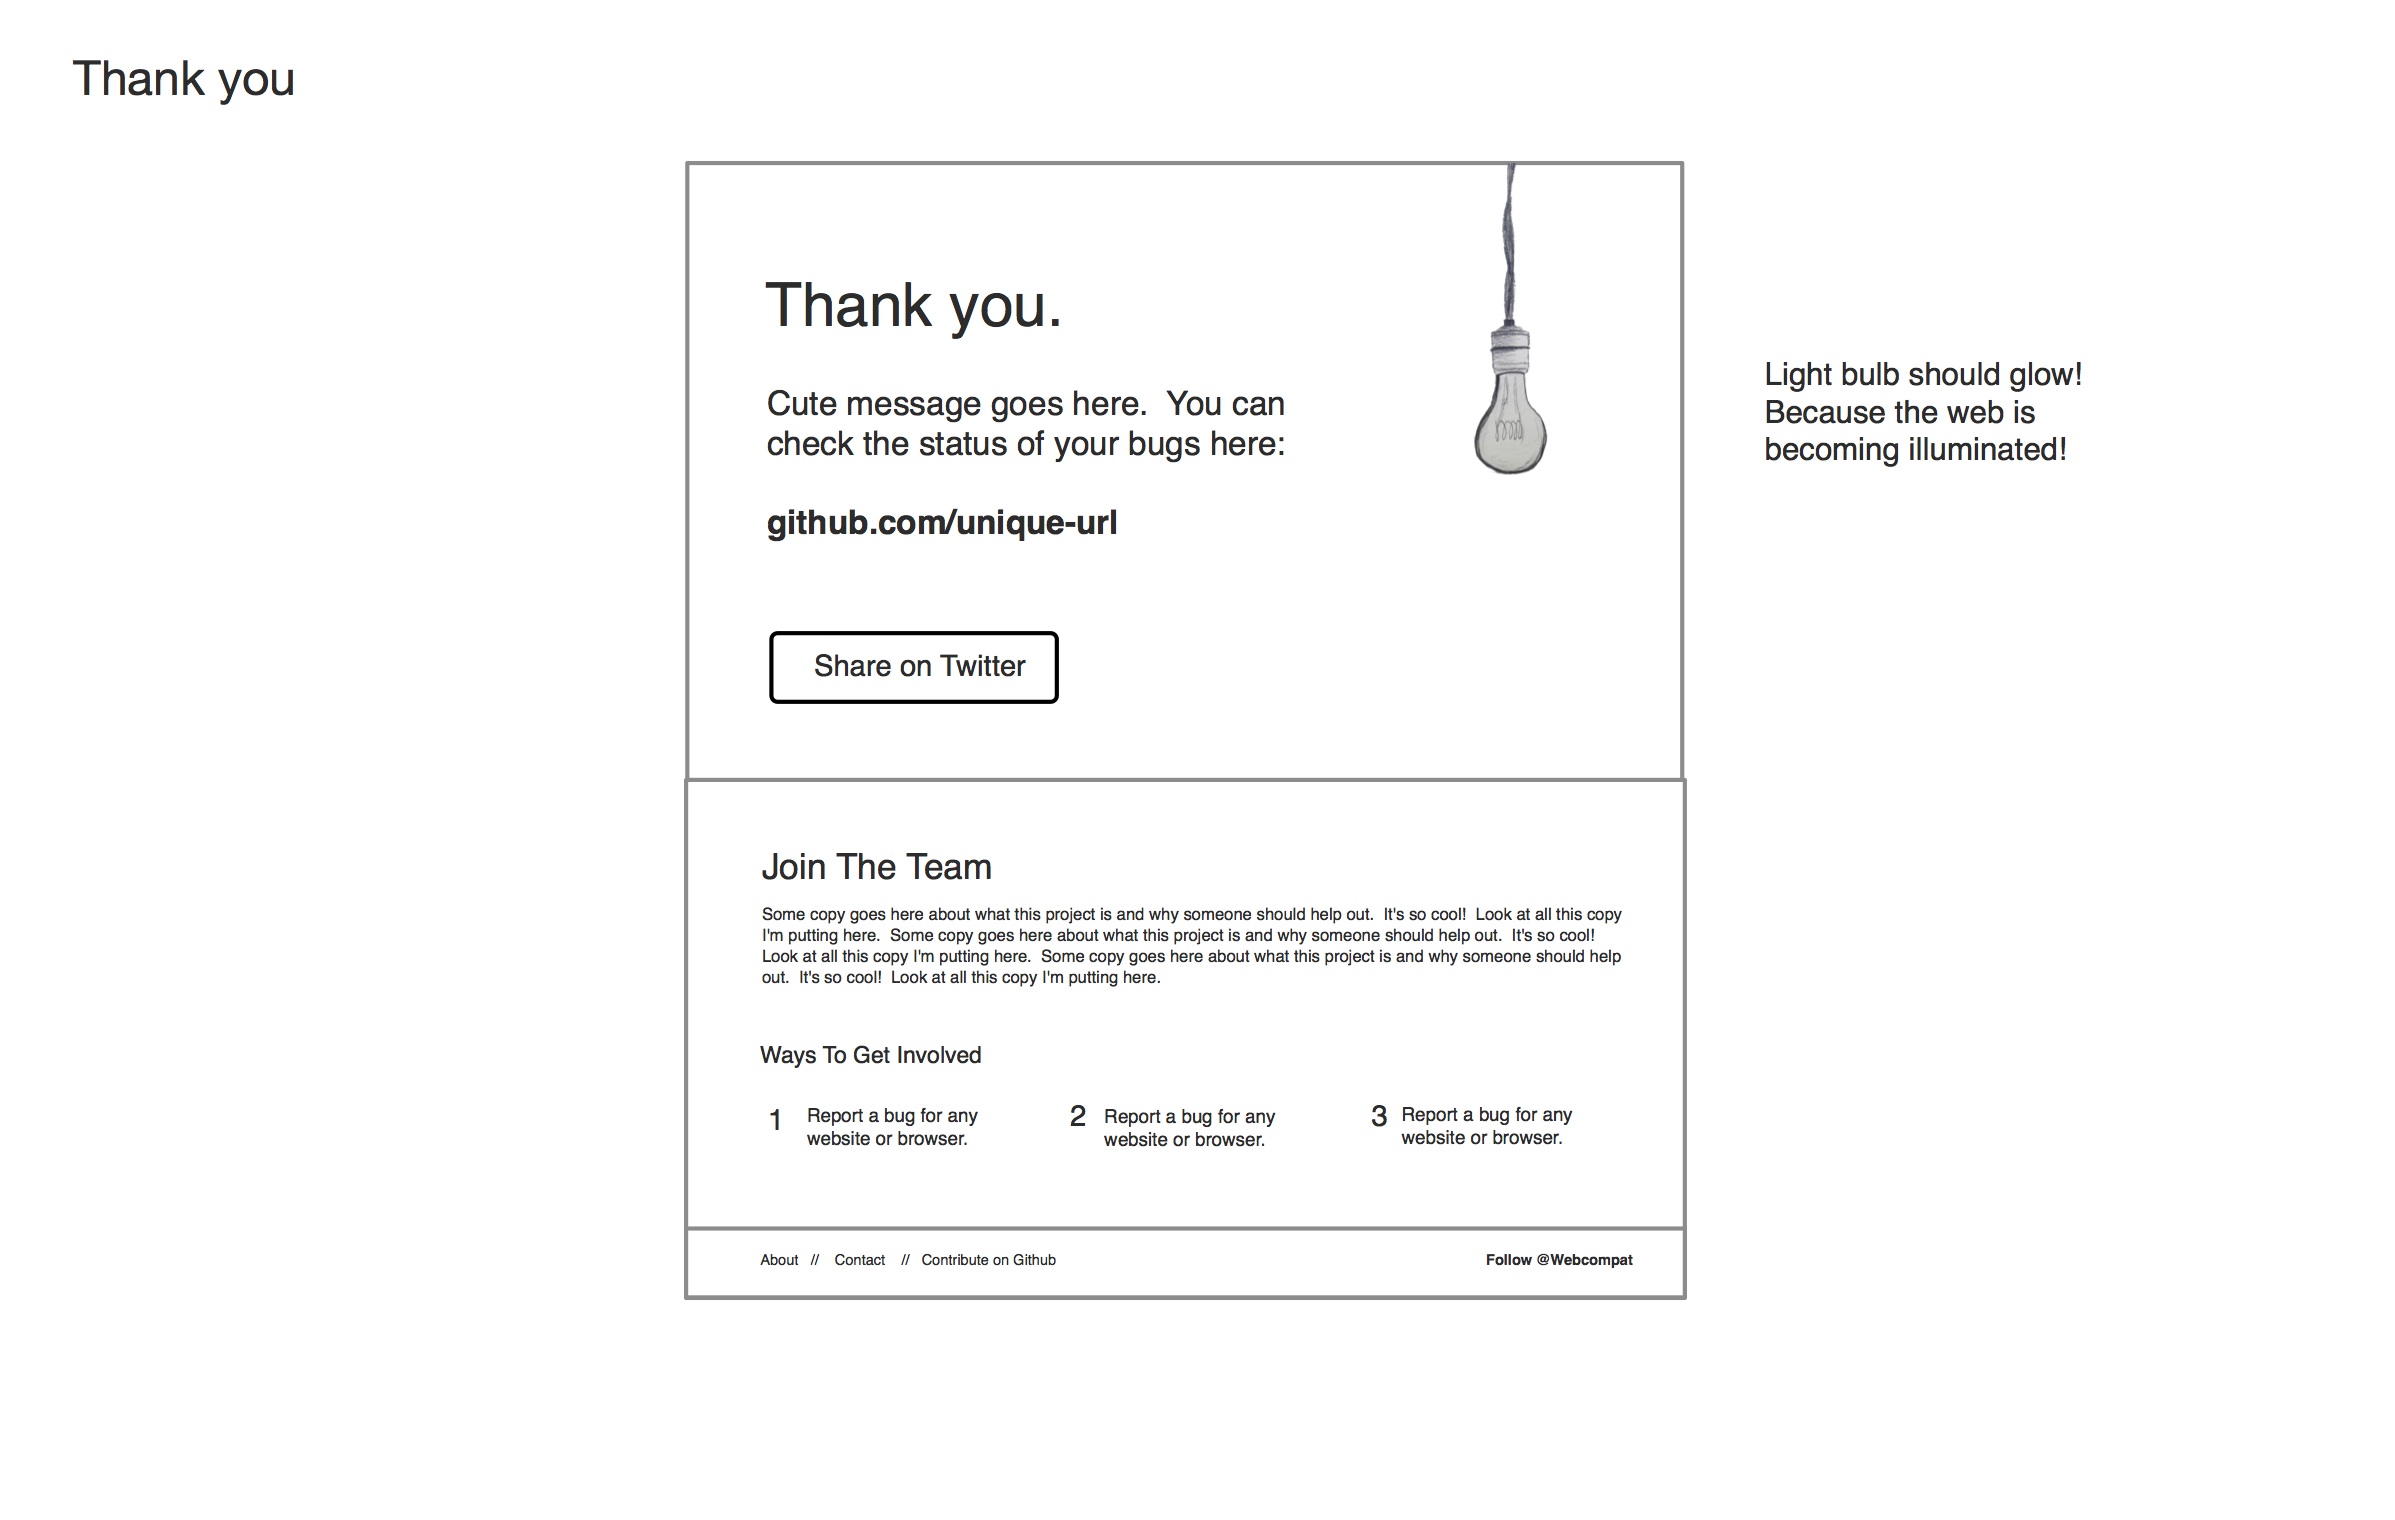 Thank you
Thank you.
Cute message goes here.  You can
check the status of your bugs here:
github.com/unique-url
Share on Twitter
Light bulb should glow!
Because the web is
becoming illuminated!
Join The Team
Some copy goes here about what this project is and why someone should help out.  It's so cool!  Look at all this copy
I'm putting here.  Some copy goes here about what this project is and why someone should help out.  It's so cool!
Look at all this copy I'm putting here.  Some copy goes here about what this project is and why someone should help
out.  It's so cool!  Look at all this copy I'm putting here.
Ways To Get Involved
1 Report a bug for any
website or browser.
2 Report a bug for any
website or browser.
3 Report a bug for any
website or browser.
About // Contact // Contribute on Github
Follow @Webcompat